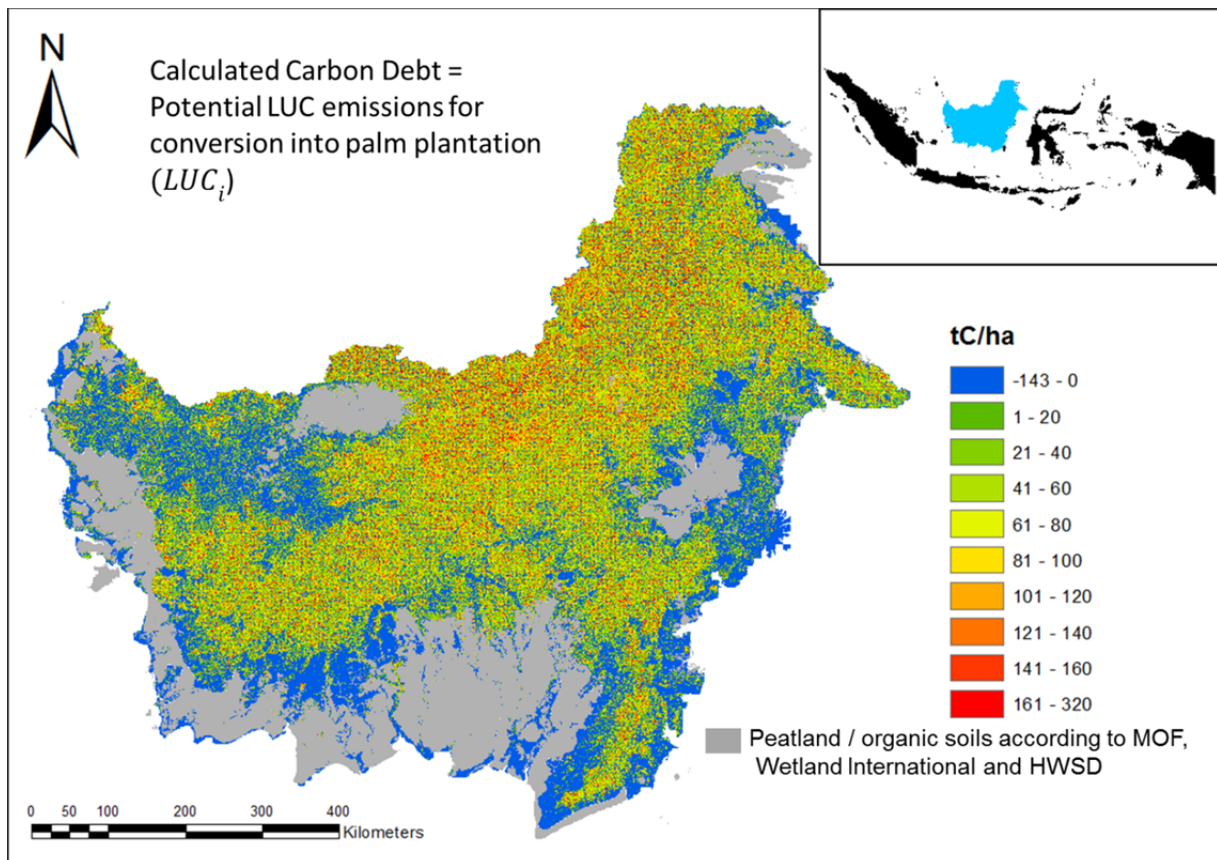 N
Calculated Carbon Debt =
Potential LUC emissions for
conversion into palm plantation
(LUCᵢ)
tC/ha
-143 - 0
1 - 20
21 - 40
41 - 60
61 - 80
81 - 100
101 - 120
121 - 140
141 - 160
161 - 320
Peatland / organic soils according to MOF,
Wetland International and HWSD
0 50 100 200 300 400
Kilometers